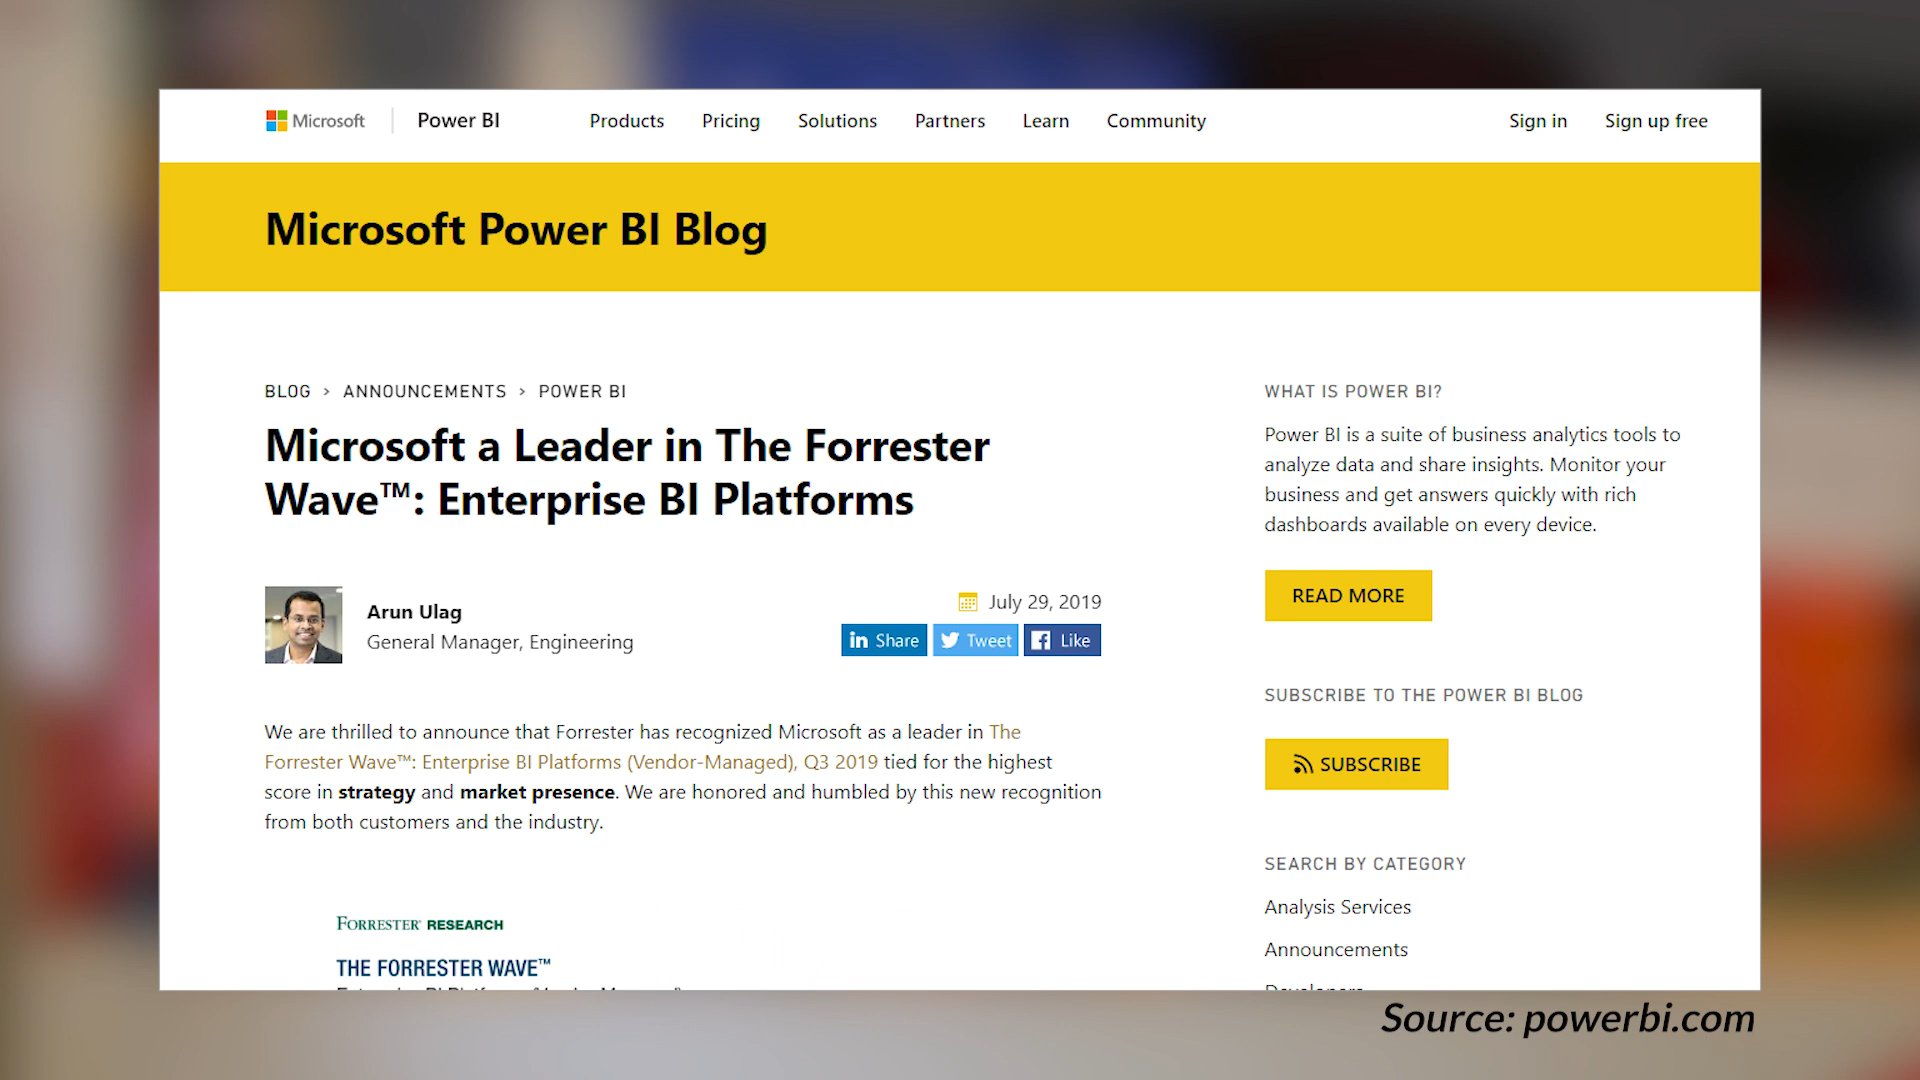 Microsoft Power BI Products Pricing Solutions Partners Learn Community Sign in Sign up free
Microsoft Power BI Blog
BLOG > ANNOUNCEMENTS > POWER BI
Microsoft a Leader in The Forrester
Wave™: Enterprise BI Platforms
Arun Ulag
General Manager, Engineering
July 29, 2019
in Share Tweet Like
We are thrilled to announce that Forrester has recognized Microsoft as a leader in The
Forrester Wave™: Enterprise BI Platforms (Vendor-Managed), Q3 2019 tied for the highest
score in strategy and market presence. We are honored and humbled by this new recognition
from both customers and the industry.
FORRESTER RESEARCH
THE FORRESTER WAVE™
WHAT IS POWER BI?
Power BI is a suite of business analytics tools to
analyze data and share insights. Monitor your
business and get answers quickly with rich
dashboards available on every device.
READ MORE
SUBSCRIBE TO THE POWER BI BLOG
SUBSCRIBE
SEARCH BY CATEGORY
Analysis Services
Announcements
Source: powerbi.com